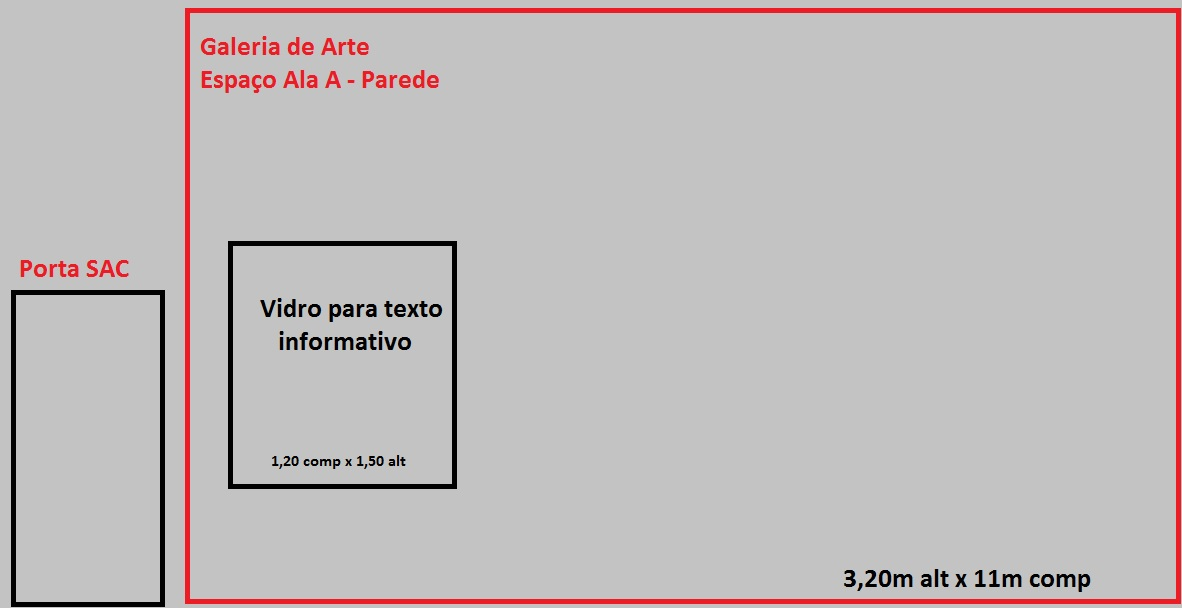 Galeria de Arte
Espaço Ala A - Parede
Porta SAC
Vidro para texto
informativo
1,20 comp x 1,50 alt
3,20m alt x 11m comp